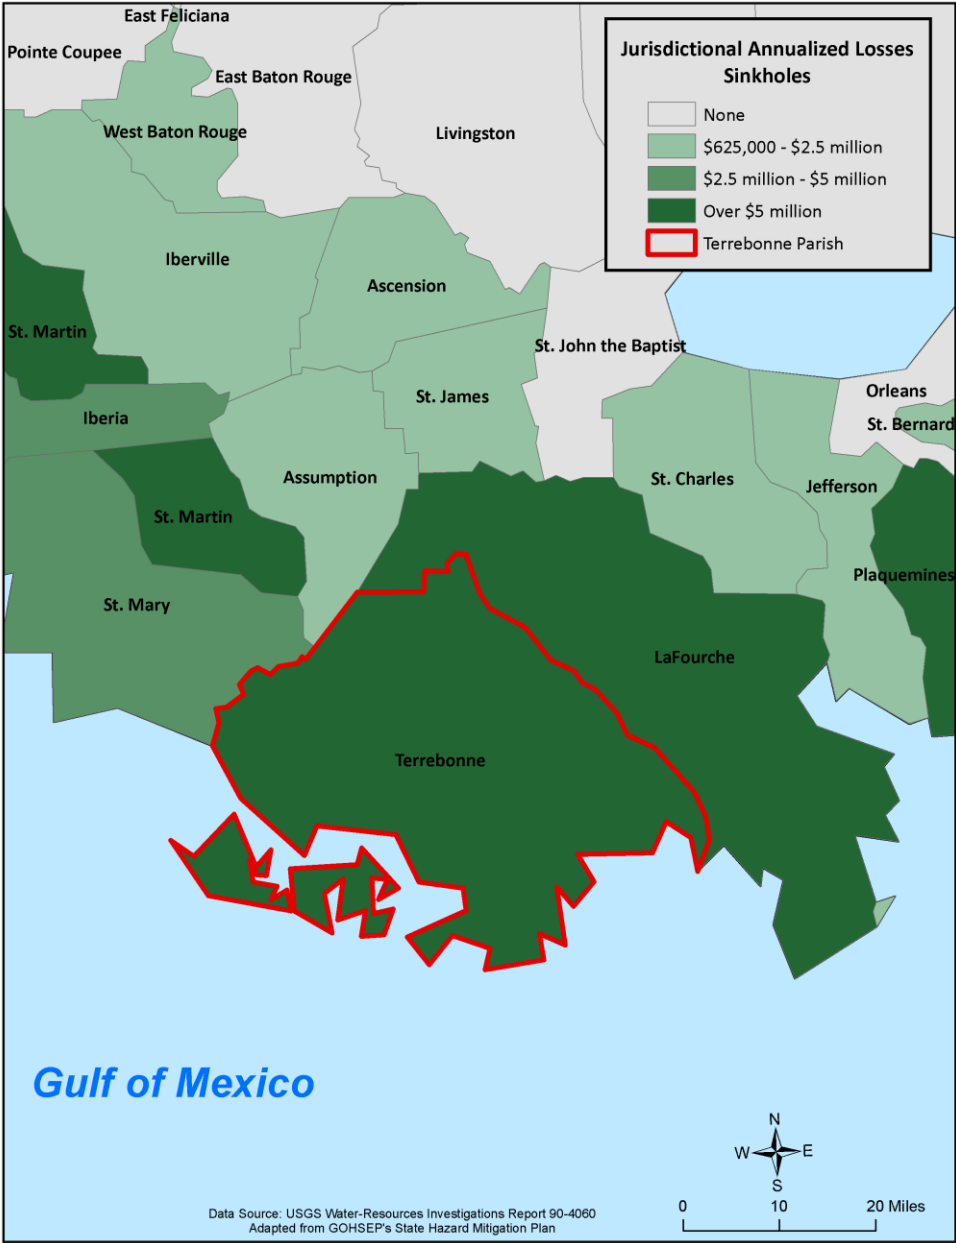 East Feliciana
Pointe Coupee
East Baton Rouge
West Baton Rouge
Livingston
Jurisdictional Annualized Losses
Sinkholes
None
$625,000 - $2.5 million
$2.5 million - $5 million
Over $5 million
Terrebonne Parish
Iberville
Ascension
St. Martin
St. John the Baptist
Orleans
St. James
Iberia
St. Bernard
Assumption
St. Charles
Jefferson
St. Martin
Plaquemines
St. Mary
LaFourche
Terrebonne
Gulf of Mexico
N
W E
S
0 10 20 Miles
Data Source: USGS Water-Resources Investigations Report 90-4060
Adapted from GOHSEP's State Hazard Mitigation Plan